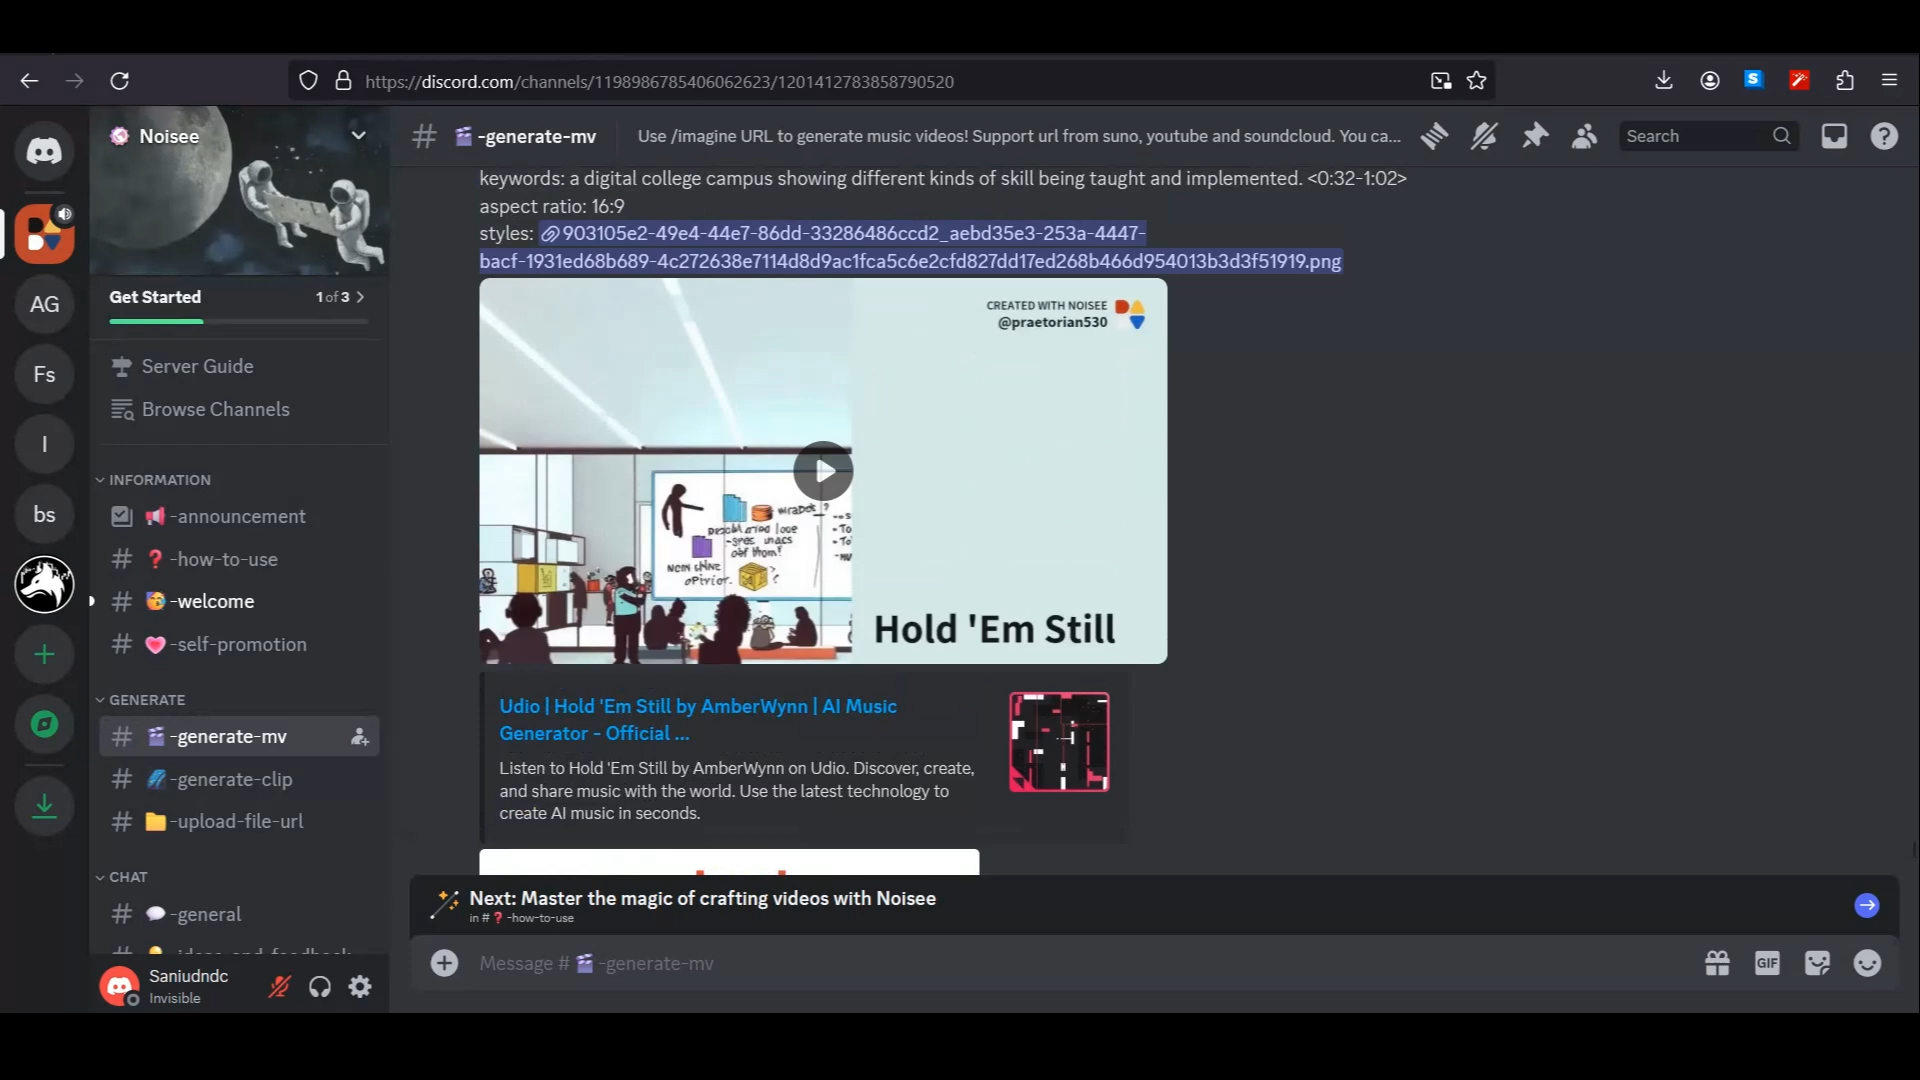 https://discord.com/channels/1198986785406062623/1201412783858790520
Noisee
-generate-mv
Use /imagine URL to generate music videos! Support url from suno, youtube and soundcloud. You ca...
Search
Get Started
1 of 3
Server Guide
Browse Channels
INFORMATION
-announcement
-how-to-use
-welcome
-self-promotion
GENERATE
-generate-mv
-generate-clip
-upload-file-url
CHAT
-general
-ideas-and-feedback
Saniudndc
Invisible
AG
Fs
I
bs
keywords: a digital college campus showing different kinds of skill being taught and implemented. <0:32-1:02>
aspect ratio: 16:9
styles: 903105e2-49e4-44e7-86dd-33286486ccd2_aebd35e3-253a-4447-
bacf-1931ed68b689-4c272638e7114d8d9ac1fca5c6e2cfd827dd17ed268b466d954013b3d3f51919.png
CREATED WITH NOISEE
@praetorian530
Hold 'Em Still
Udio | Hold 'Em Still by AmberWynn | AI Music
Generator - Official ...
Listen to Hold 'Em Still by AmberWynn on Udio. Discover, create,
and share music with the world. Use the latest technology to
create AI music in seconds.
Next: Master the magic of crafting videos with Noisee
in # -how-to-use
Message # -generate-mv
GIF